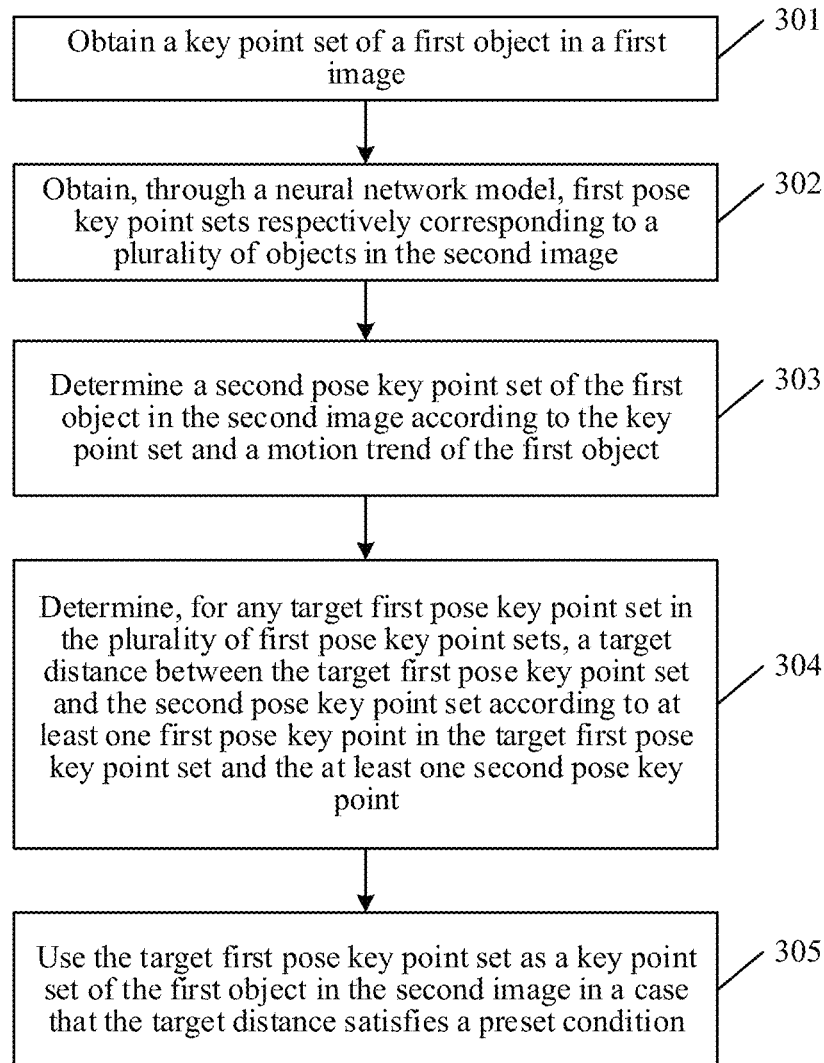 Obtain a key point set of a first object in a first
image
301
Obtain, through a neural network model, first pose
key point sets respectively corresponding to a
plurality of objects in the second image
302
Determine a second pose key point set of the first
object in the second image according to the key
point set and a motion trend of the first object
303
Determine, for any target first pose key point set in
the plurality of first pose key point sets, a target
distance between the target first pose key point set
and the second pose key point set according to at
least one first pose key point in the target first pose
key point set and the at least one second pose key
point
304
Use the target first pose key point set as a key point
set of the first object in the second image in a case
that the target distance satisfies a preset condition
305